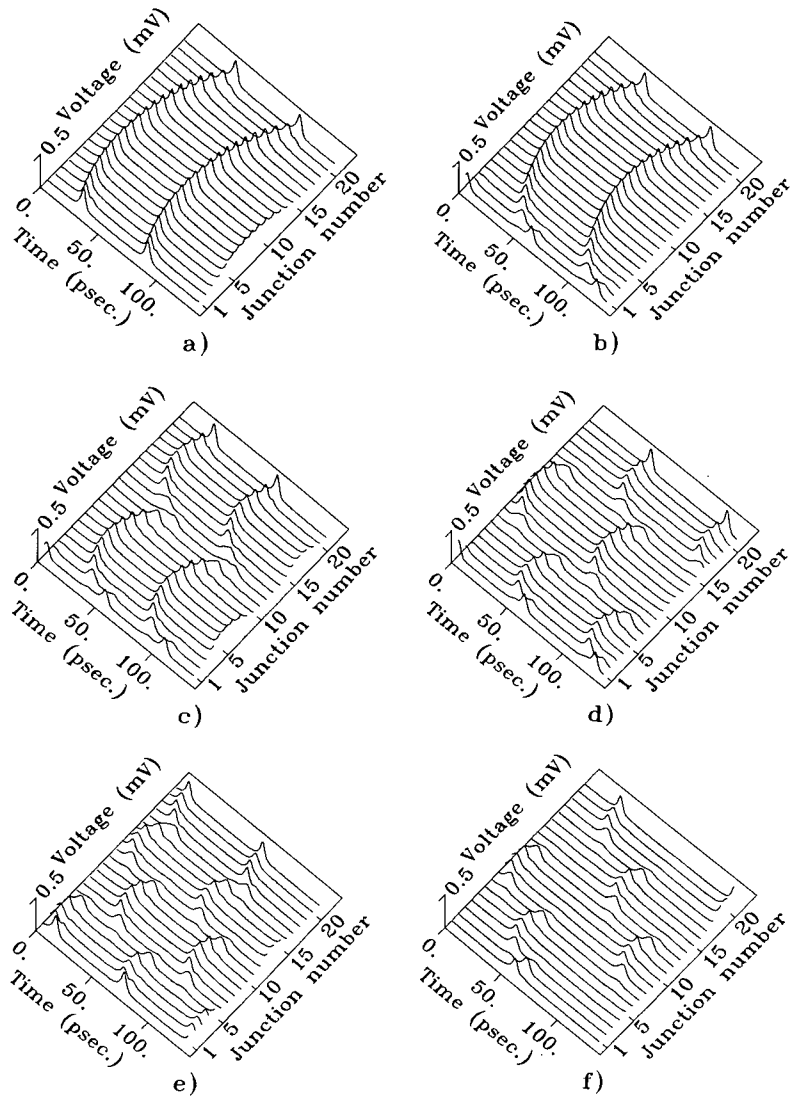 0.5 Voltage (mV)
0.
50.
100.
Time (psec.)
1
5
10
15
20
Junction number
a)
0.5 Voltage (mV)
0.
50.
100.
Time (psec.)
1
5
10
15
20
Junction number
b)
0.5 Voltage (mV)
0.
50.
100.
Time (psec.)
1
5
10
15
20
Junction number
c)
0.5 Voltage (mV)
0.
50.
100.
Time (psec.)
1
5
10
15
20
Junction number
d)
0.5 Voltage (mV)
0.
50.
100.
Time (psec.)
1
5
10
15
20
Junction number
e)
0.5 Voltage (mV)
0.
50.
100.
Time (psec.)
1
5
10
15
20
Junction number
f)